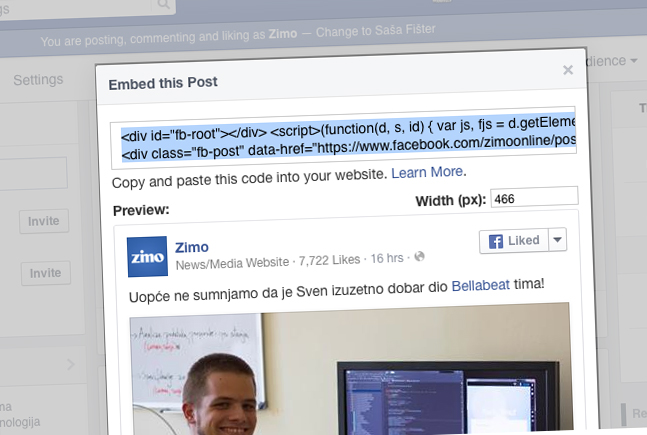 gs
You are posting, commenting and liking as Zimo — Change to Saša Fišter
Settings
dience
Embed this Post
×
<div id="fb-root"></div> <script>(function(d, s, id) { var js, fjs = d.getEleme
<div class="fb-post" data-href="https://www.facebook.com/zimoonline/pos
Copy and paste this code into your website. Learn More.
Preview:
Width (px): 466
Invite
zimo
Zimo
Liked
News/Media Website · 7,722 Likes · 16 hrs ·
Invite
Uopće ne sumnjamo da je Sven izuzetno dobar dio Bellabeat tima!
ma
nologija
Re